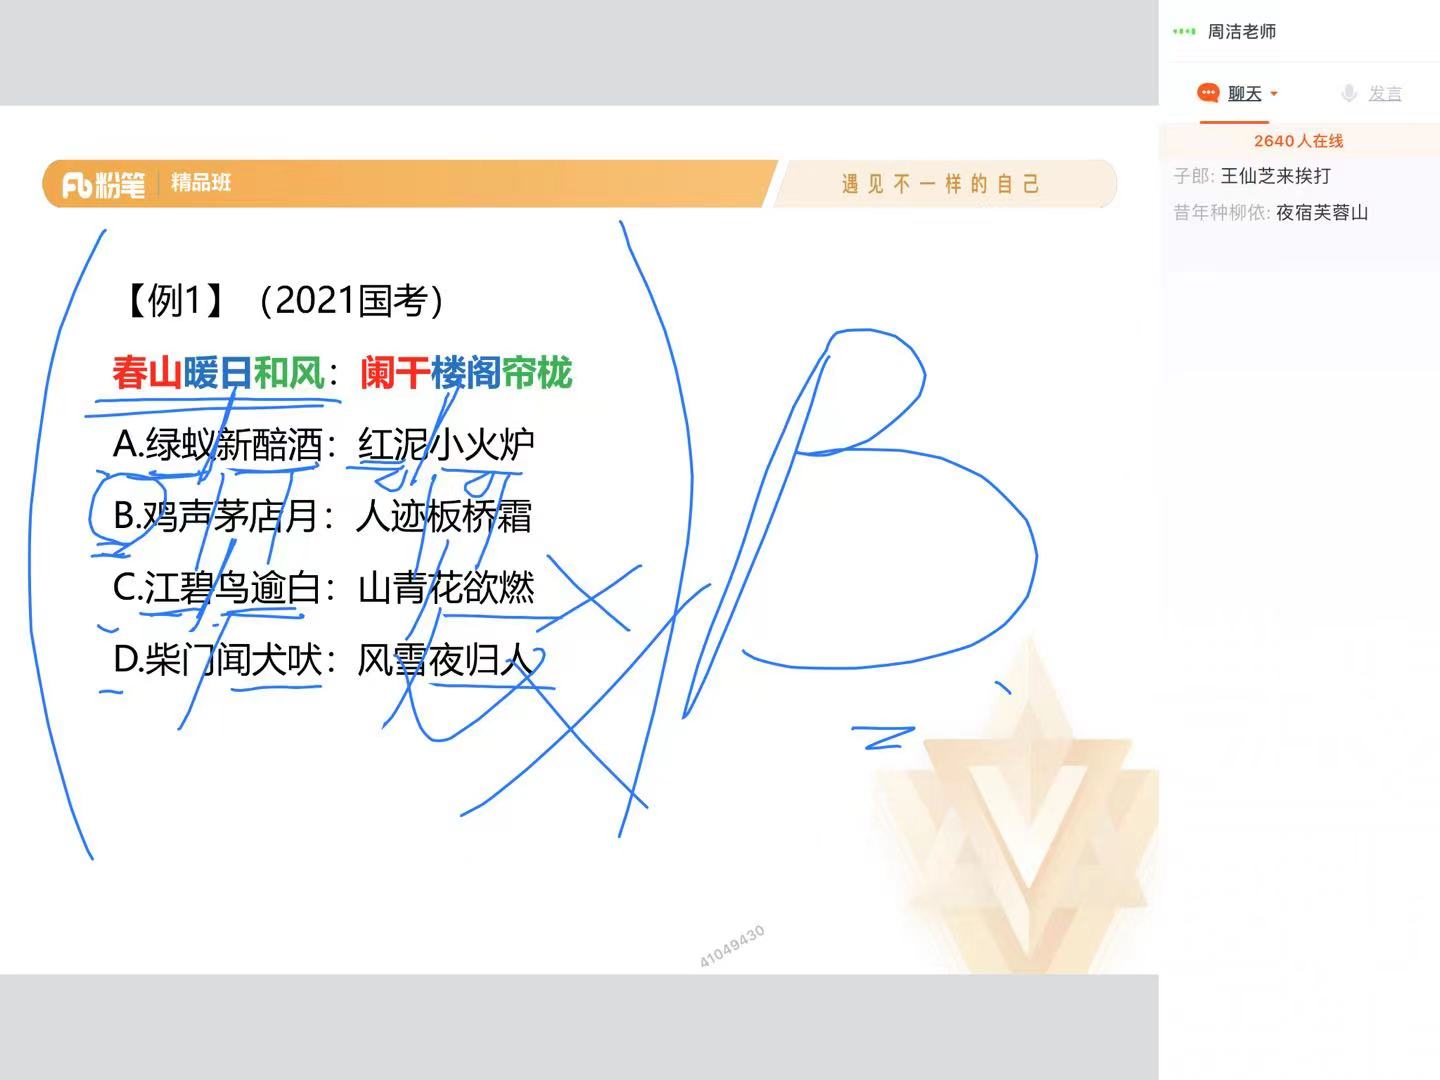 周洁老师
聊天
发言
2640人在线
子郎: 王仙芝来挨打
昔年种柳依: 夜宿芙蓉山
粉笔 精品班
遇见不一样的自己
【例1】（2021国考）
春山暖日和风：阑干楼阁帘栊
A.绿蚁新醅酒：红泥小火炉
B.鸡声茅店月：人迹板桥霜
C.江碧鸟逾白：山青花欲燃
D.柴门闻犬吠：风雪夜归人
B
41049430